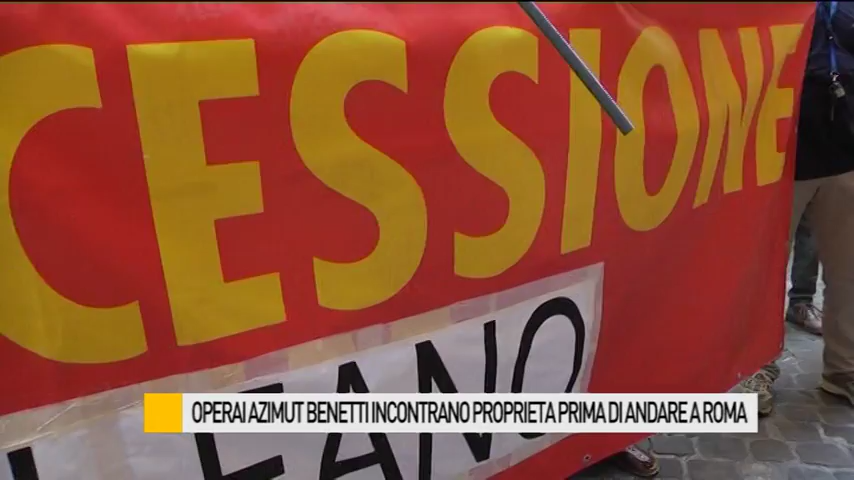 CESSIONE
FANO
OPERAI AZIMUT BENETTI INCONTRANO PROPRIETA PRIMA DI ANDARE A ROMA